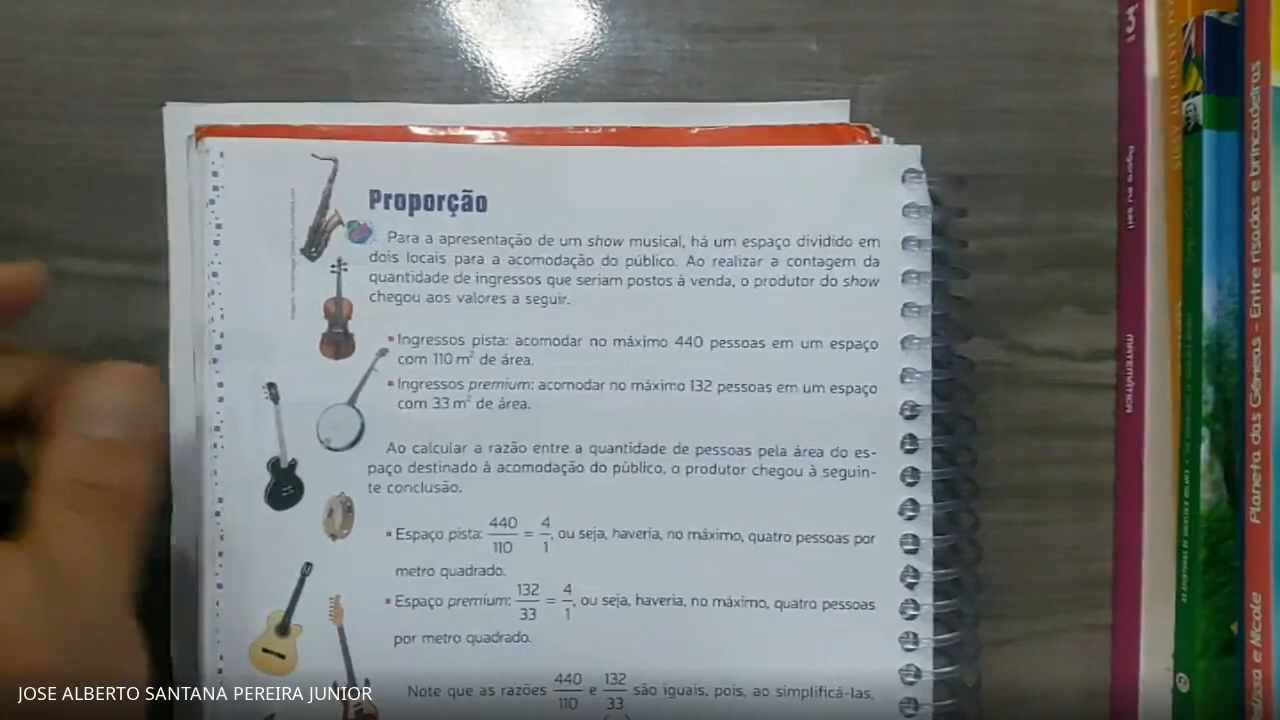 Proporção
Para a apresentação de um show musical, há um espaço dividido em
dois locais para a acomodação do público. Ao realizar a contagem da
quantidade de ingressos que seriam postos à venda, o produtor do show
chegou aos valores a seguir.
▪ Ingressos pista: acomodar no máximo 440 pessoas em um espaço
com 110 m² de área.
▪ Ingressos premium: acomodar no máximo 132 pessoas em um espaço
com 33 m² de área.
Ao calcular a razão entre a quantidade de pessoas pela área do es-
paço destinado à acomodação do público, o produtor chegou à seguin-
te conclusão.
▪ Espaço pista: 440/110 = 4/1, ou seja, haveria, no máximo, quatro pessoas por
metro quadrado.
▪ Espaço premium: 132/33 = 4/1, ou seja, haveria, no máximo, quatro pessoas
por metro quadrado.
Note que as razões 440/110 e 132/33 são iguais, pois, ao simplificá-las,
JOSE ALBERTO SANTANA PEREIRA JUNIOR
Agora eu sei!
MATEMÁTICA
Planeta das Gêmeas - Entre risadas e brincadeiras
e Nicole